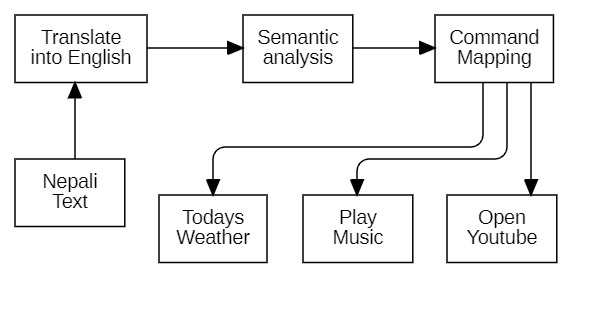 Translate
into English
Semantic
analysis
Command
Mapping
Nepali
Text
Todays
Weather
Play
Music
Open
Youtube